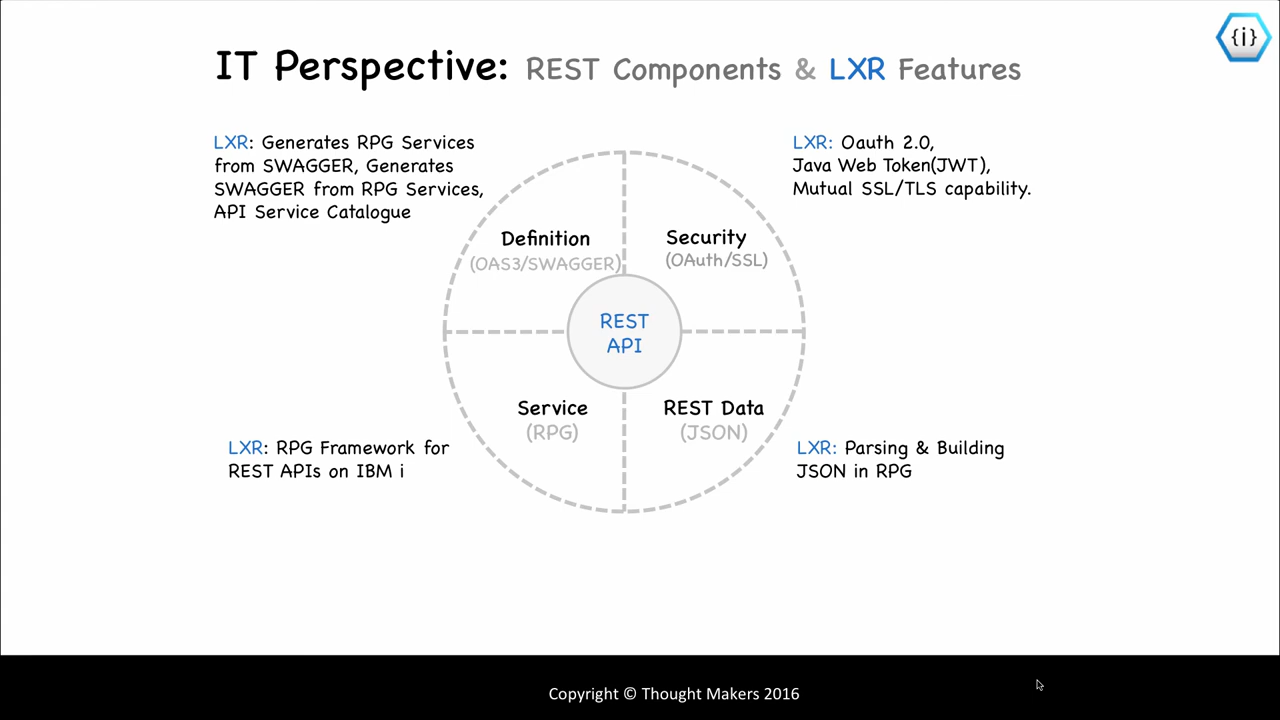 {i}
IT Perspective: REST Components & LXR Features
LXR: Generates RPG Services
from SWAGGER, Generates
SWAGGER from RPG Services,
API Service Catalogue
LXR: Oauth 2.0,
Java Web Token(JWT),
Mutual SSL/TLS capability.
Definition
(OAS3/SWAGGER)
Security
(OAuth/SSL)
REST
API
Service
(RPG)
REST Data
(JSON)
LXR: RPG Framework for
REST APIs on IBM i
LXR: Parsing & Building
JSON in RPG
Copyright © Thought Makers 2016